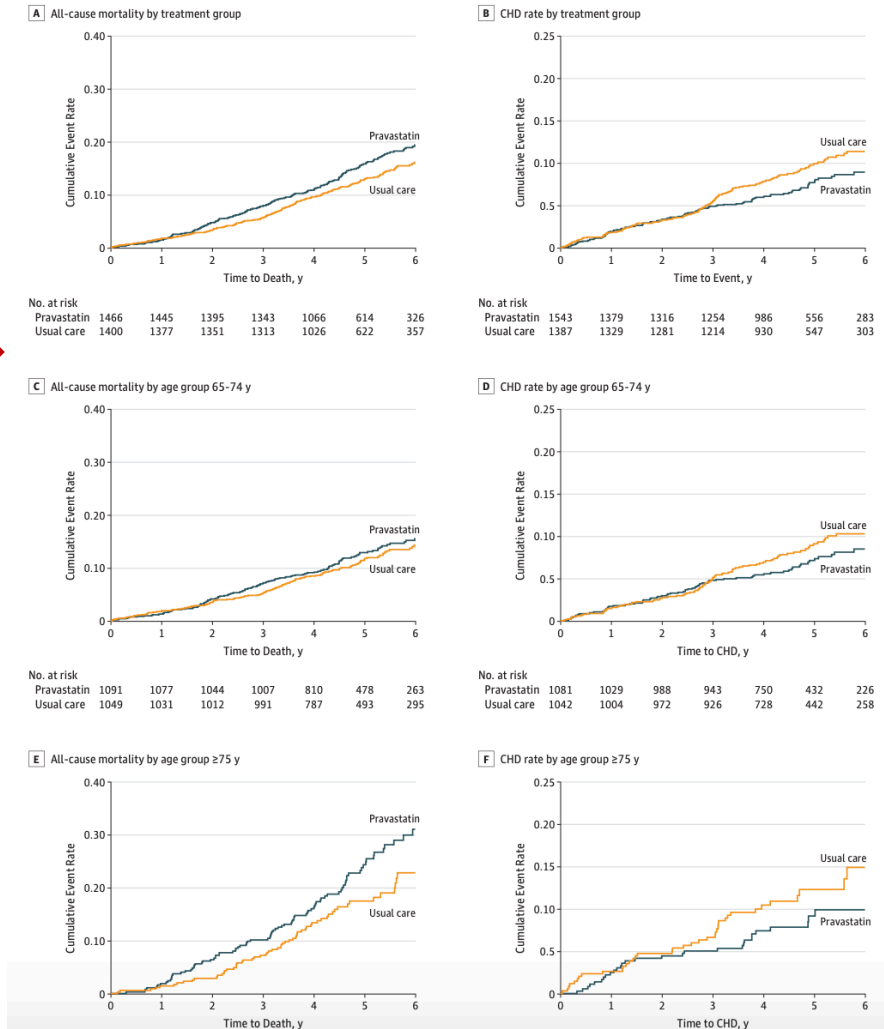 A All-cause mortality by treatment group
0.40
0.30
0.20
0.10
0
Cumulative Event Rate
Pravastatin
Usual care
0 1 2 3 4 5 6
Time to Death, y
No. at risk
Pravastatin 1466 1445 1395 1343 1066 614 326
Usual care 1400 1377 1351 1313 1026 622 357
B CHD rate by treatment group
0.25
0.20
0.15
0.10
0.5
0
Cumulative Event Rate
Usual care
Pravastatin
0 1 2 3 4 5 6
Time to Event, y
No. at risk
Pravastatin 1543 1379 1316 1254 986 556 283
Usual care 1387 1329 1281 1214 930 547 303
C All-cause mortality by age group 65-74 y
0.40
0.30
0.20
0.10
0
Cumulative Event Rate
Pravastatin
Usual care
0 1 2 3 4 5 6
Time to Death, y
No. at risk
Pravastatin 1091 1077 1044 1007 810 478 263
Usual care 1049 1031 1012 991 787 493 295
D CHD rate by age group 65-74 y
0.25
0.20
0.15
0.10
0.5
0
Cumulative Event Rate
Usual care
Pravastatin
0 1 2 3 4 5 6
Time to CHD, y
No. at risk
Pravastatin 1081 1029 988 943 750 432 226
Usual care 1042 1004 972 926 728 442 258
E All-cause mortality by age group ≥75 y
0.40
0.30
0.20
0.10
0
Cumulative Event Rate
Pravastatin
Usual care
0 1 2 3 4 5 6
Time to Death, y
F CHD rate by age group ≥75 y
0.25
0.20
0.15
0.10
0.5
0
Cumulative Event Rate
Usual care
Pravastatin
0 1 2 3 4 5 6
Time to CHD, y